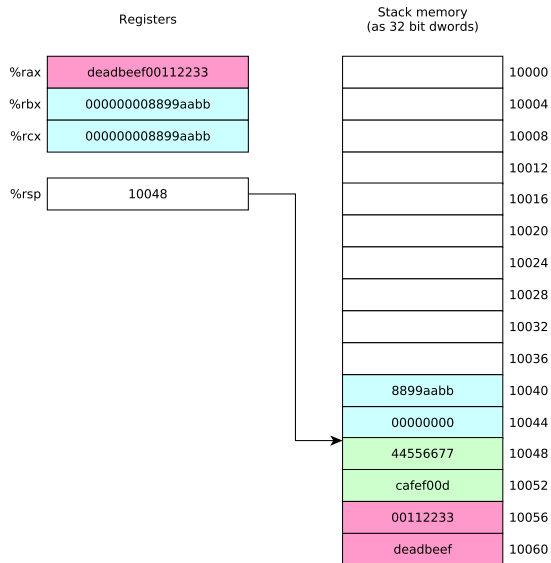 Registers
Stack memory
(as 32 bit dwords)
%rax
deadbeef00112233
%rbx
000000008899aabb
%rcx
000000008899aabb
%rsp
10048
10000
10004
10008
10012
10016
10020
10024
10028
10032
10036
8899aabb
10040
00000000
10044
44556677
10048
cafef00d
10052
00112233
10056
deadbeef
10060